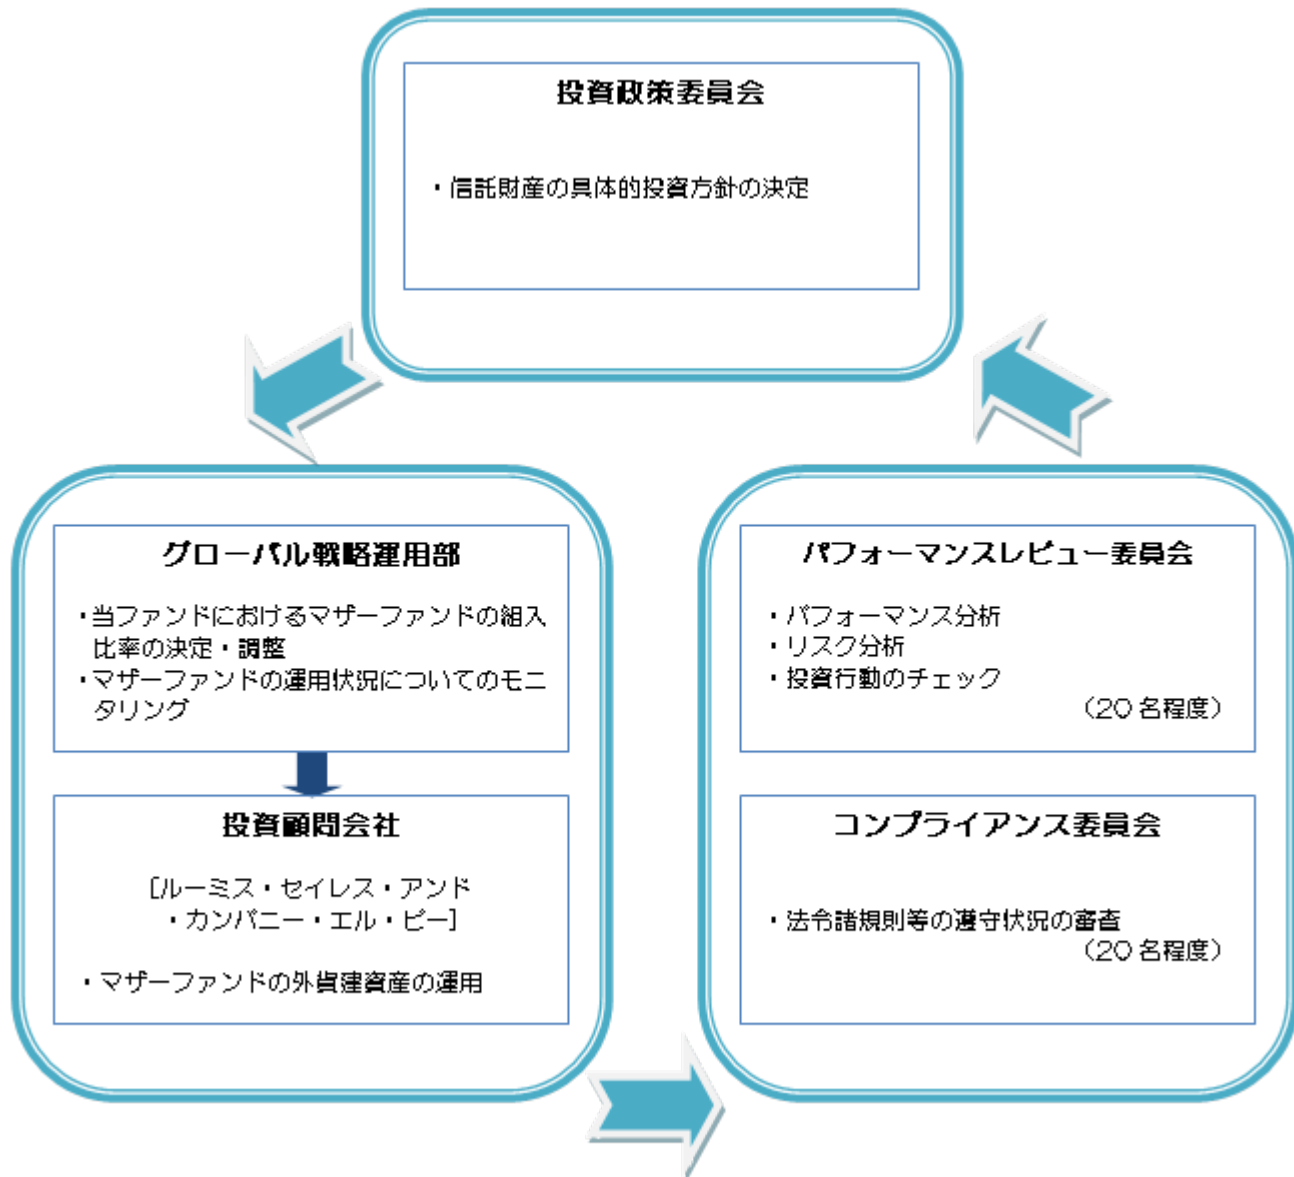 投資政策委員会
・信託財産の具体的投資方針の決定
グローバル戦略運用部
・当ファンドにおけるマザーファンドの組入
比率の決定・調整
・マザーファンドの運用状況についてのモニ
タリング
投資顧問会社
[ルーミス・セイレス・アンド
・カンパニー・エル・ピー]
・マザーファンドの外貨建資産の運用
パフォーマンスレビュー委員会
・パフォーマンス分析
・リスク分析
・投資行動のチェック
（20 名程度）
コンプライアンス委員会
・法令諸規則等の遵守状況の審査
（20 名程度）